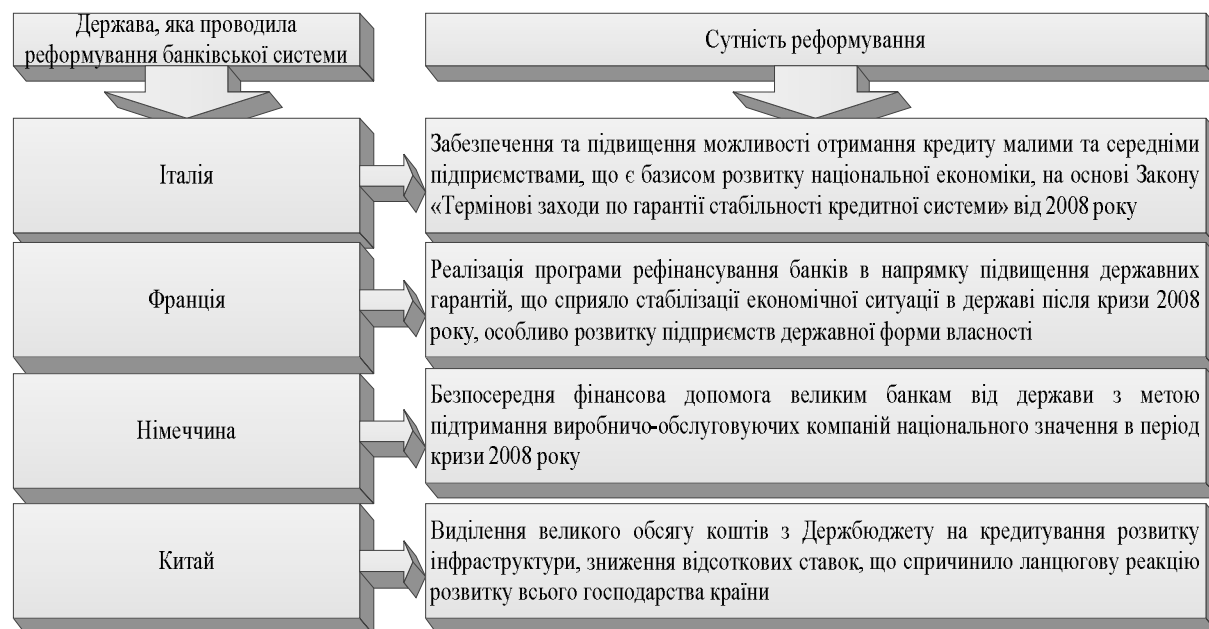 Держава, яка проводила
реформування банківської системи
Сутність реформування
Італія
Забезпечення та підвищення можливості отримання кредиту малими та середніми
підприємствами, що є базисом розвитку національної економіки, на основі Закону
«Термінові заходи по гарантії стабільності кредитної системи» від 2008 року
Франція
Реалізація програми рефінансування банків в напрямку підвищення державних
гарантій, що сприяло стабілізації економічної ситуації в державі після кризи 2008
року, особливо розвитку підприємств державної форми власності
Німеччина
Безпосередня фінансова допомога великим банкам від держави з метою
підтримання виробничо-обслуговуючих компаній національного значення в період
кризи 2008 року
Китай
Виділення великого обсягу коштів з Держбюджету на кредитування розвитку
інфраструктури, зниження відсоткових ставок, що спричинило ланцюгову реакцію
розвитку всього господарства країни